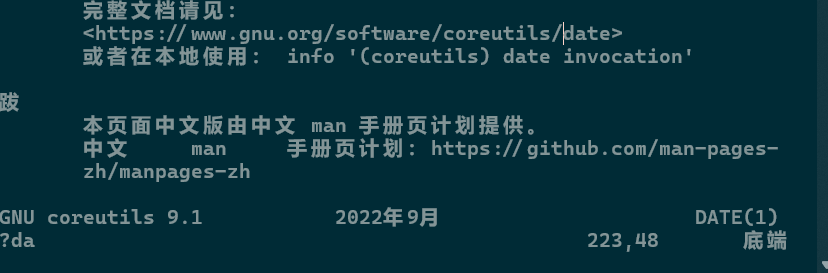 完整文档请见：
<https://www.gnu.org/software/coreutils/date>
或者在本地使用： info '(coreutils) date invocation'
跋
本页面中文版由中文 man 手册页计划提供。
中文 man 手册页计划：https://github.com/man-pages-
zh/manpages-zh
GNU coreutils 9.1 2022年9月 DATE(1)
?da 223,48 底端